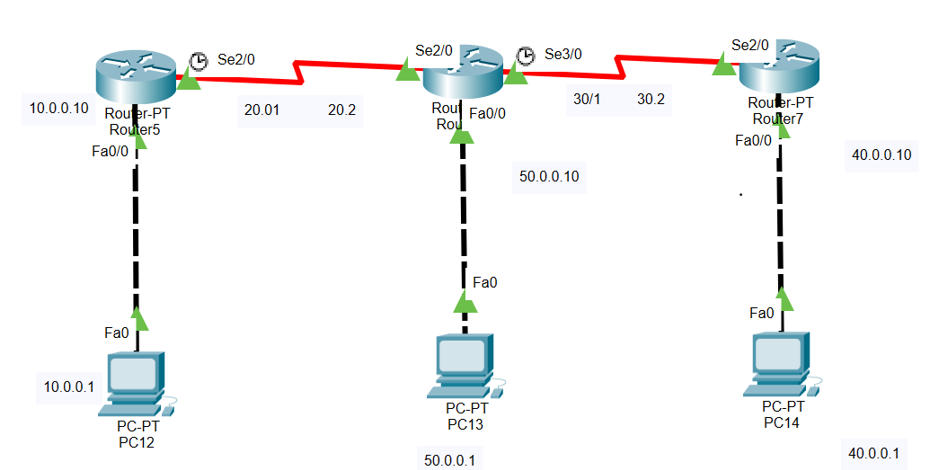 Se2/0
Se2/0
Se3/0
Se2/0
10.0.0.10
Router-PT
Router5
20.01
20.2
Rout
Rou
Fa0/0
30/1
30.2
Router-PT
Router7
Fa0/0
Fa0/0
40.0.0.10
50.0.0.10
Fa0
Fa0
Fa0
10.0.0.1
PC-PT
PC12
PC-PT
PC13
PC-PT
PC14
50.0.0.1
40.0.0.1